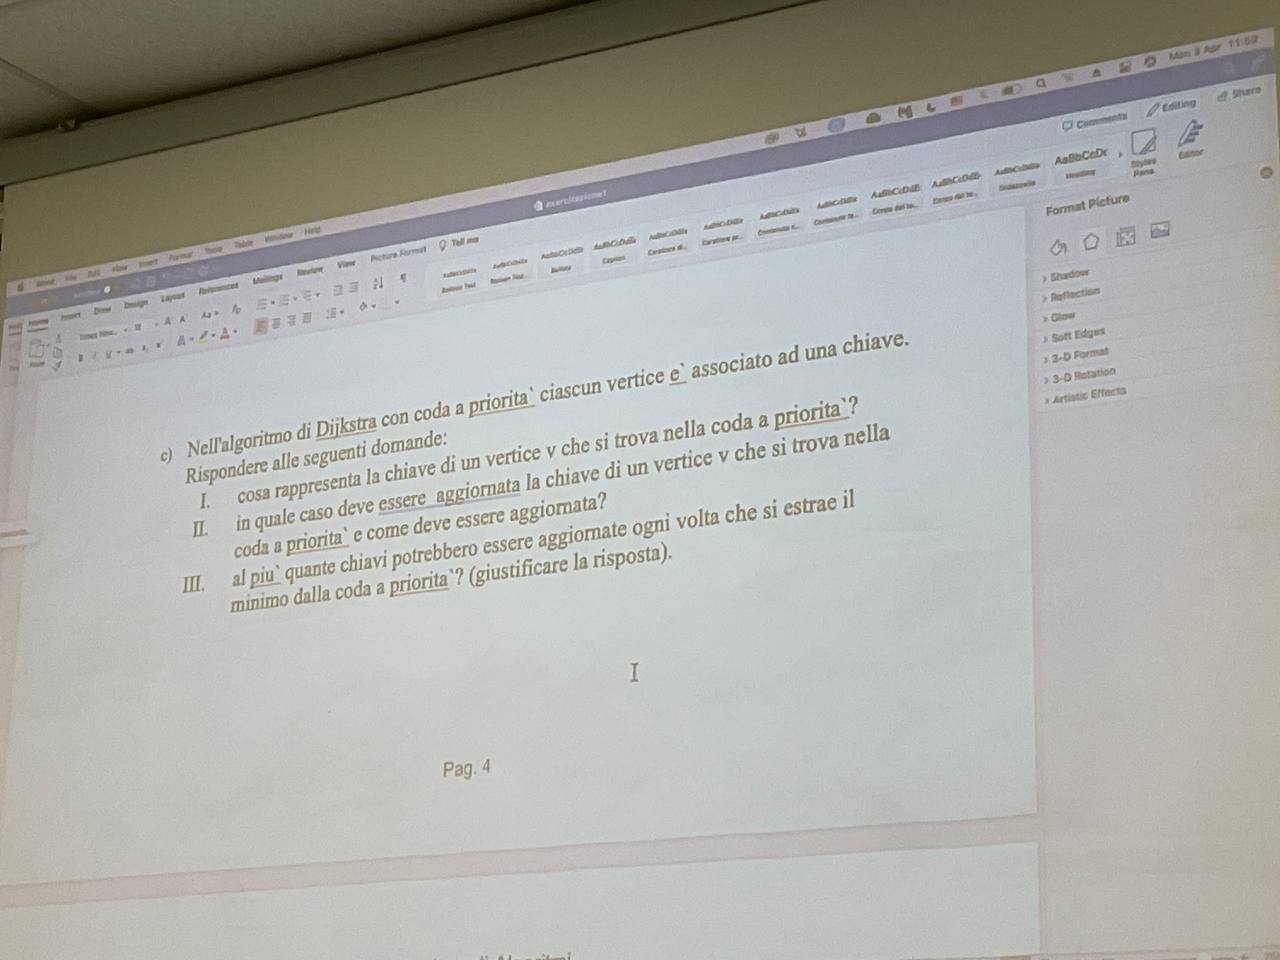 Mon 3 Apr 11:59
esercitazione1
Word File Edit View Insert Format Tools Table Window Help
Comments Editing Share
Home Insert Draw Design Layout References Mailings Review View Picture Format Tell me
Styles Pane
Editor
AaBbCcDc
Heading
Format Picture
Shadow
Reflection
Glow
Soft Edges
3-D Format
3-D Rotation
Artistic Effects
c) Nell'algoritmo di Dijkstra con coda a priorita` ciascun vertice e` associato ad una chiave.
Rispondere alle seguenti domande:
I. cosa rappresenta la chiave di un vertice v che si trova nella coda a priorita`?
II. in quale caso deve essere aggiornata la chiave di un vertice v che si trova nella
coda a priorita` e come deve essere aggiornata?
III. al piu` quante chiavi potrebbero essere aggiornate ogni volta che si estrae il
minimo dalla coda a priorita`? (giustificare la risposta).
Pag. 4